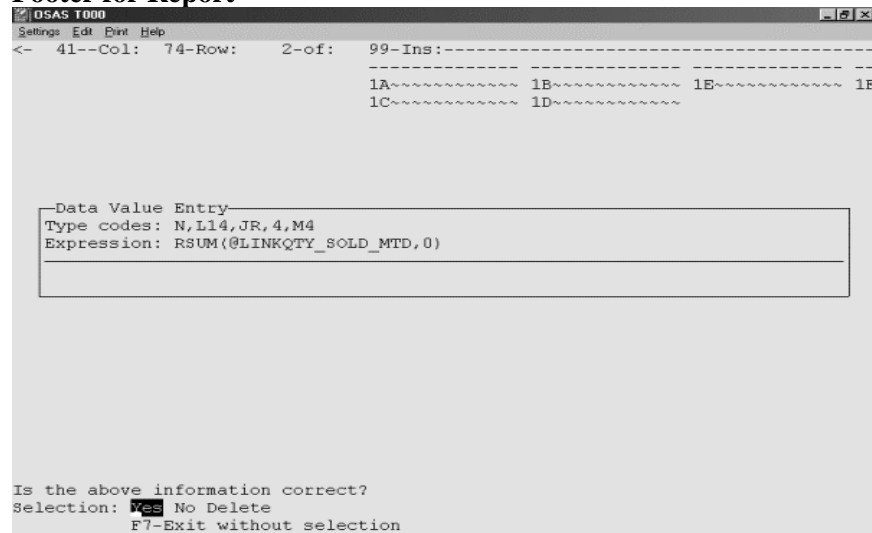 Footer for Report
OSAS T000
Settings Edit Print Help
<- 41--Col: 74-Row: 2-of: 99-Ins:--------------------------------------------
-------------- -------------- -------------- --
1A~~~~~~~~~~~~ 1B~~~~~~~~~~~~ 1E~~~~~~~~~~~~ 1F
1C~~~~~~~~~~~~ 1D~~~~~~~~~~~~
Data Value Entry
Type codes: N,L14,JR,4,M4
Expression: RSUM(@LINKQTY_SOLD_MTD,0)
Is the above information correct?
Selection: Yes No Delete
F7-Exit without selection